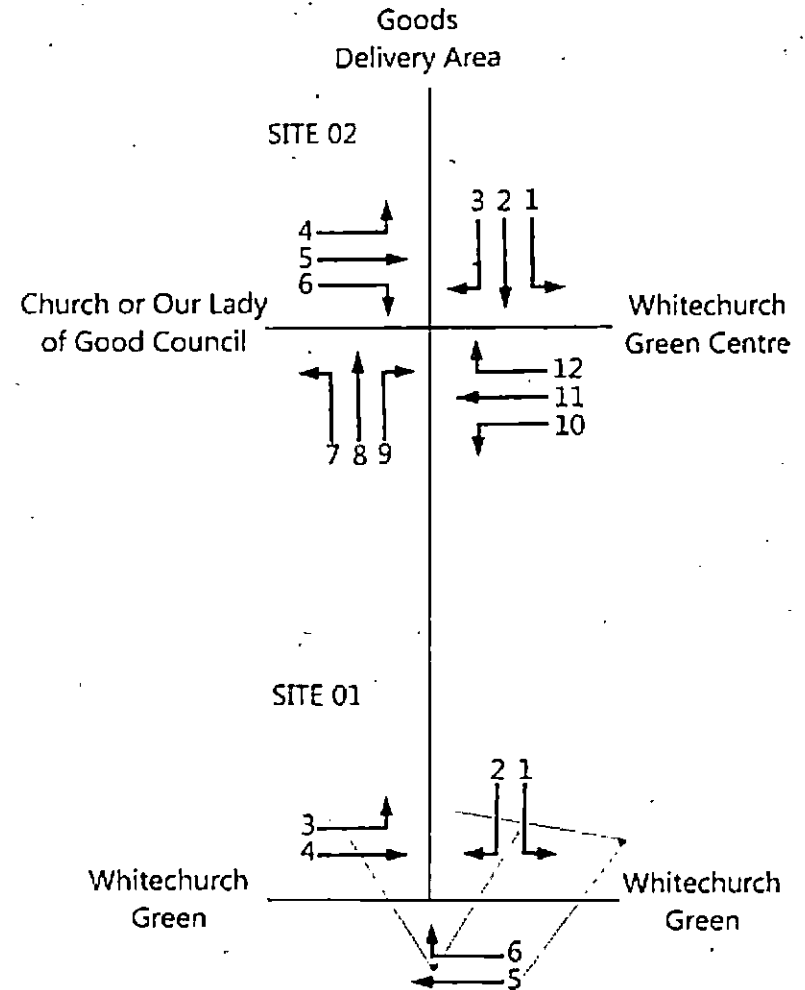 Goods
Delivery Area
SITE 02
3 2 1
4
5
6
Church or Our Lady
of Good Council
Whitechurch
Green Centre
12
11
10
7 8 9
SITE 01
2 1
3
4
Whitechurch
Green
Whitechurch
Green
6
5